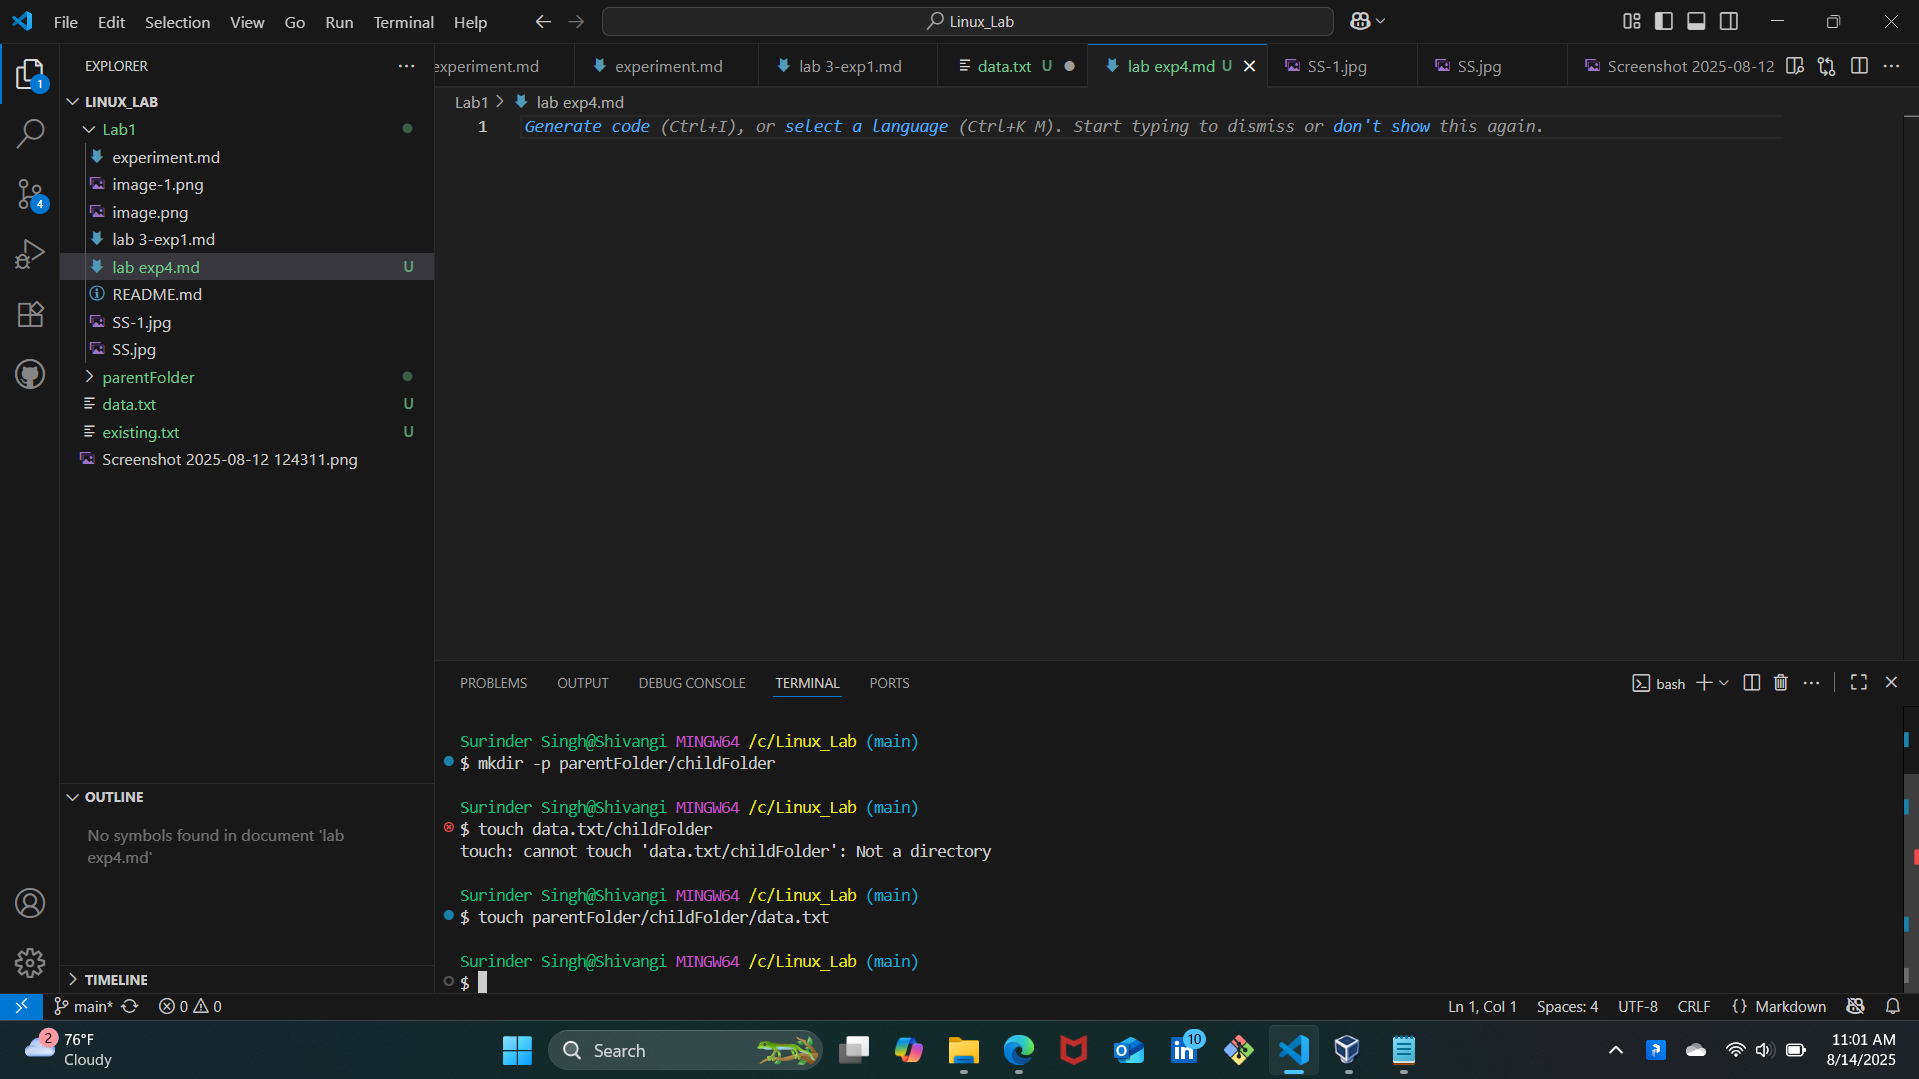 File Edit Selection View Go Run Terminal Help
Linux_Lab
EXPLORER
experiment.md
experiment.md
lab 3-exp1.md
data.txt U
lab exp4.md U
SS-1.jpg
SS.jpg
Screenshot 2025-08-12
LINUX_LAB
Lab1
experiment.md
image-1.png
image.png
lab 3-exp1.md
lab exp4.md U
README.md
SS-1.jpg
SS.jpg
parentFolder
data.txt U
existing.txt U
Screenshot 2025-08-12 124311.png
1
4
Lab1 > lab exp4.md
1 Generate code (Ctrl+I), or select a language (Ctrl+K M). Start typing to dismiss or don't show this again.
OUTLINE
No symbols found in document 'lab
exp4.md'
TIMELINE
PROBLEMS OUTPUT DEBUG CONSOLE TERMINAL PORTS
bash
Surinder Singh@Shivangi MINGW64 /c/Linux_Lab (main)
$ mkdir -p parentFolder/childFolder
Surinder Singh@Shivangi MINGW64 /c/Linux_Lab (main)
$ touch data.txt/childFolder
touch: cannot touch 'data.txt/childFolder': Not a directory
Surinder Singh@Shivangi MINGW64 /c/Linux_Lab (main)
$ touch parentFolder/childFolder/data.txt
Surinder Singh@Shivangi MINGW64 /c/Linux_Lab (main)
$
main* 0 0
Ln 1, Col 1 Spaces: 4 UTF-8 CRLF {} Markdown
2
76°F
Cloudy
Search
10
11:01 AM
8/14/2025